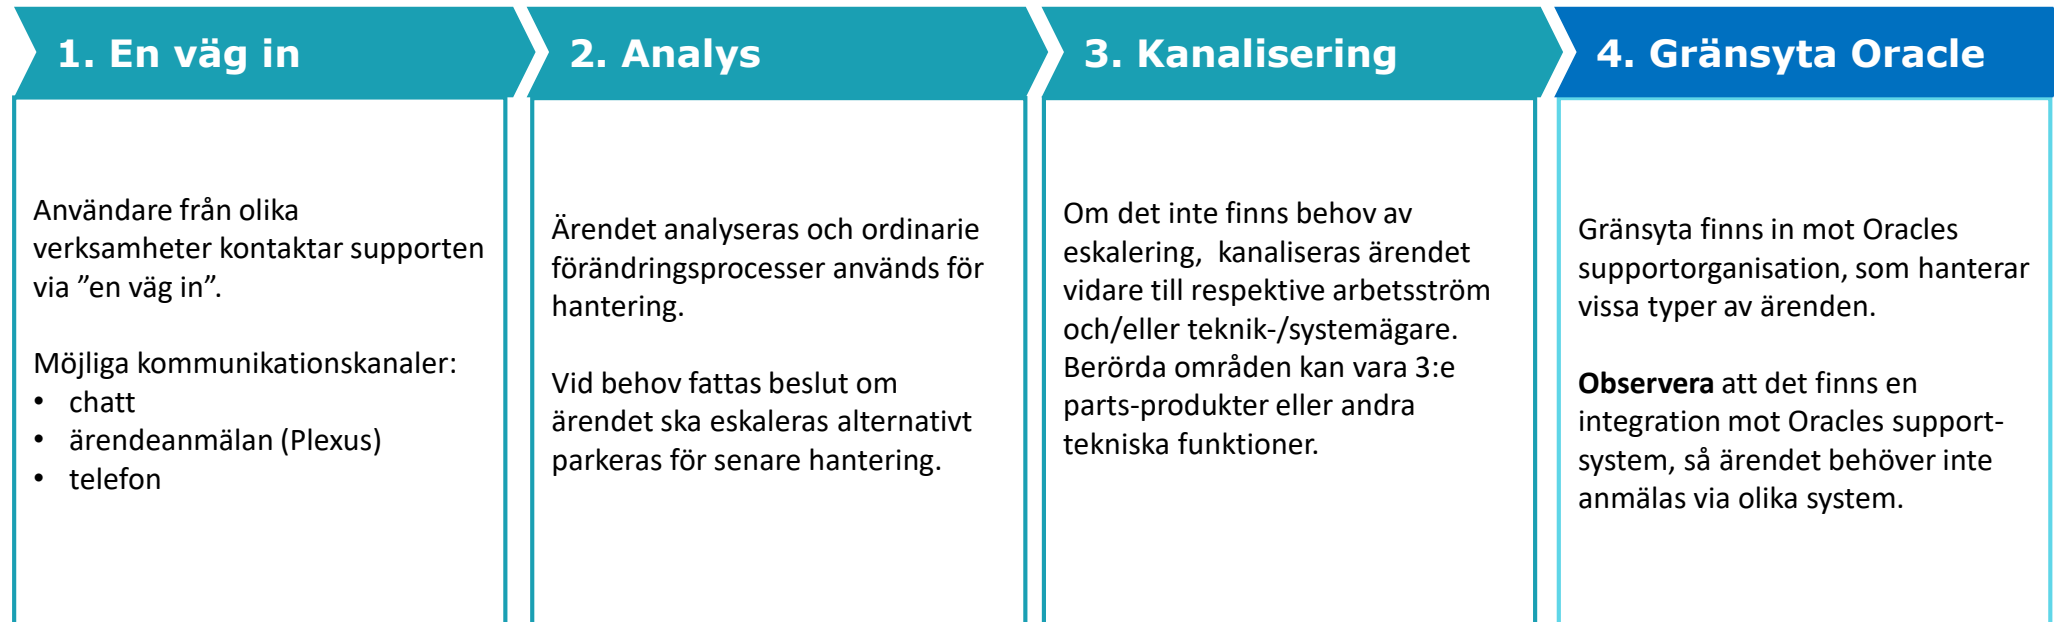 1. En väg in
Användare från olika
verksamheter kontaktar supporten
via ”en väg in”.
Möjliga kommunikationskanaler:
• chatt
• ärendeanmälan (Plexus)
• telefon
2. Analys
Ärendet analyseras och ordinarie
förändringsprocesser används för
hantering.
Vid behov fattas beslut om
ärendet ska eskaleras alternativt
parkeras för senare hantering.
3. Kanalisering
Om det inte finns behov av
eskalering, kanaliseras ärendet
vidare till respektive arbetsström
och/eller teknik-/systemägare.
Berörda områden kan vara 3:e
parts-produkter eller andra
tekniska funktioner.
4. Gränsyta Oracle
Gränsyta finns in mot Oracles
supportorganisation, som hanterar
vissa typer av ärenden.
Observera att det finns en
integration mot Oracles support-
system, så ärendet behöver inte
anmälas via olika system.